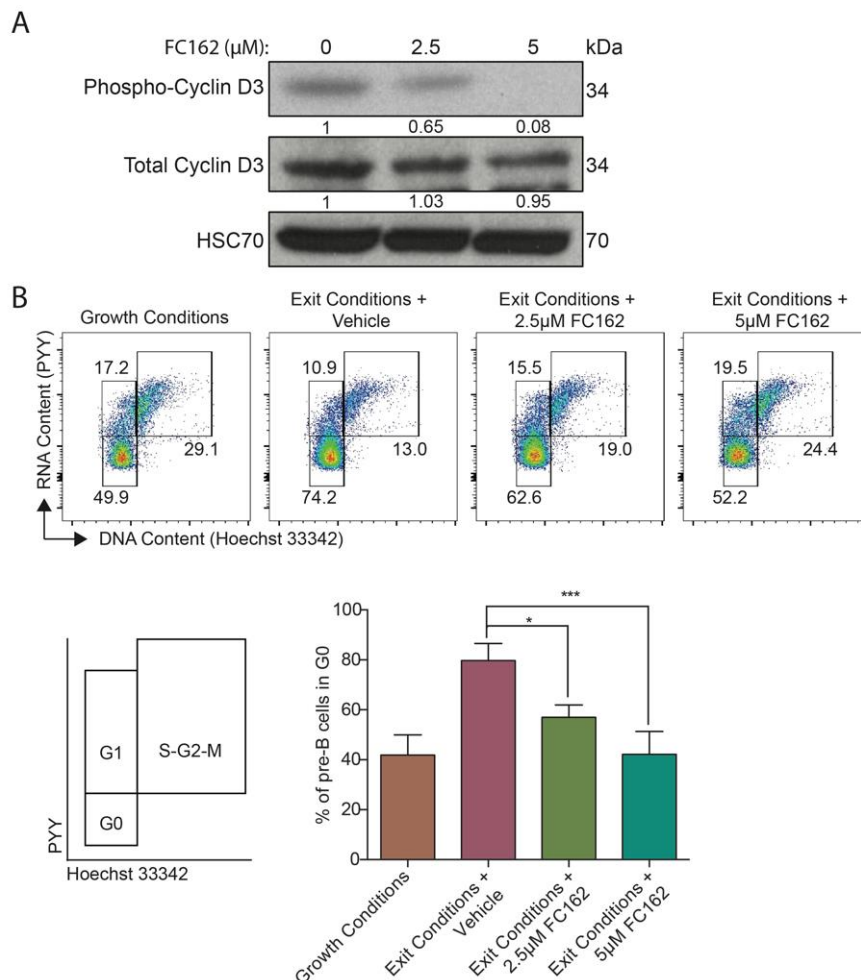 A
FC162 (µM): 0 2.5 5 kDa
Phospho-Cyclin D3 34
1 0.65 0.08
Total Cyclin D3 34
1 1.03 0.95
HSC70 70
B
Growth Conditions
Exit Conditions +
Vehicle
Exit Conditions +
2.5µM FC162
Exit Conditions +
5µM FC162
RNA Content (PYY)
17.2
29.1
49.9
10.9
13.0
74.2
15.5
19.0
62.6
19.5
24.4
52.2
DNA Content (Hoechst 33342)
G1
S-G2-M
G0
PYY
Hoechst 33342
% of pre-B cells in G0
100
80
60
40
20
0
*
***
Growth Conditions
Exit Conditions +
Vehicle
Exit Conditions +
2.5µM FC162
Exit Conditions +
5µM FC162